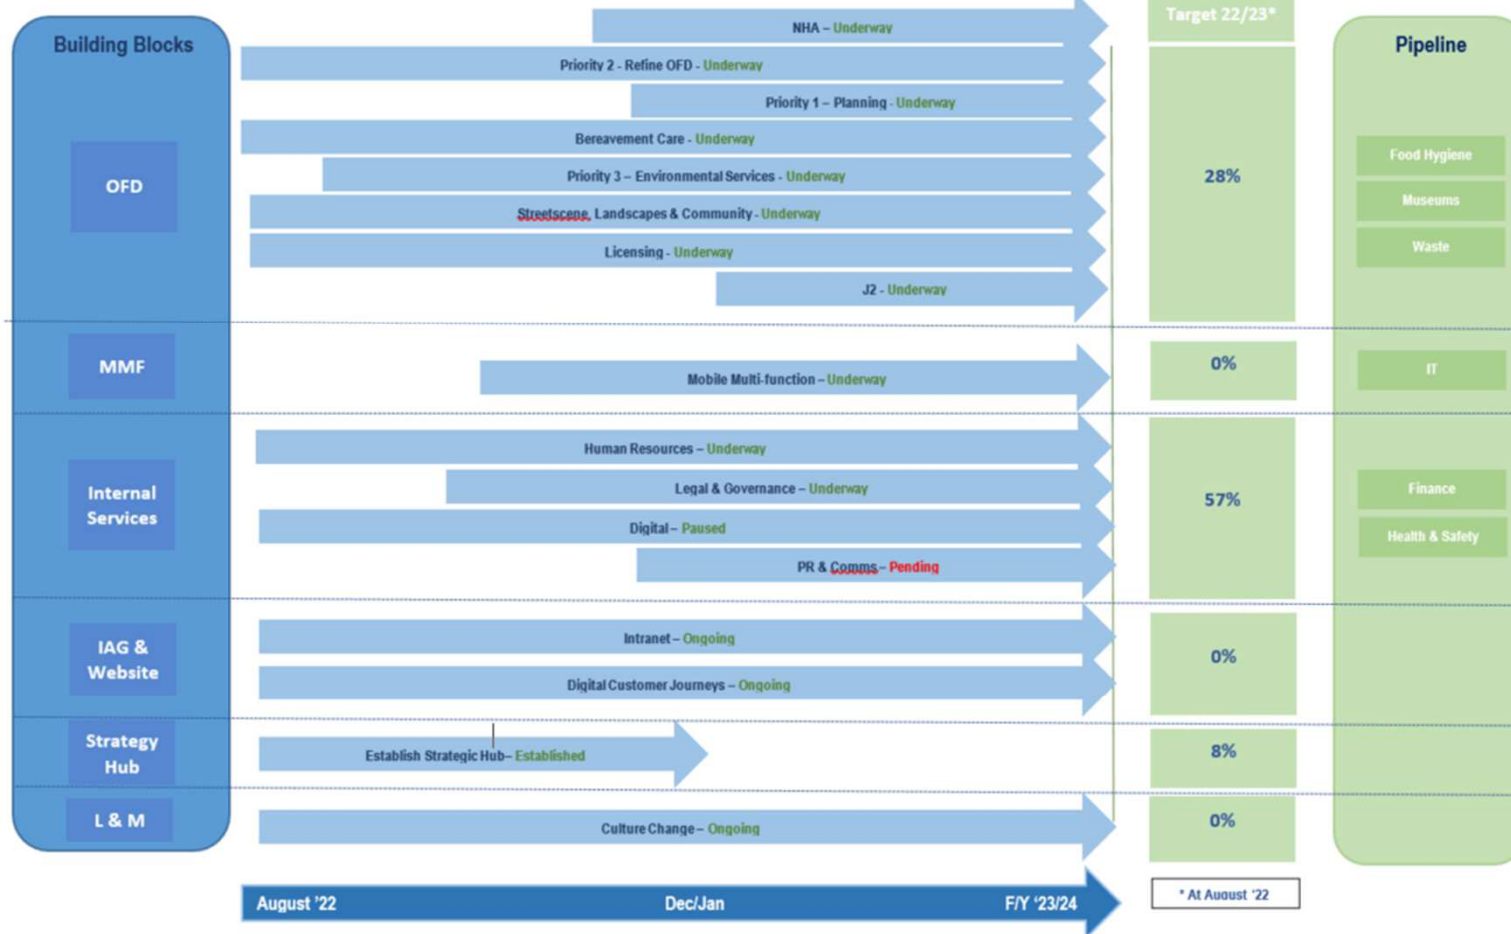 Target 22/23*
Building Blocks
Pipeline
NHA – Underway
Priority 2 - Refine OFD - Underway
Priority 1 – Planning - Underway
Bereavement Care - Underway
Priority 3 – Environmental Services - Underway
Streetscene, Landscapes & Community - Underway
Licensing - Underway
J2 - Underway
OFD
28%
Food Hygiene
Museums
Waste
MMF
Mobile Multi-function – Underway
0%
IT
Internal
Services
Human Resources – Underway
Legal & Governance – Underway
Digital – Paused
PR & Comms – Pending
57%
Finance
Health & Safety
IAG &
Website
Intranet – Ongoing
Digital Customer Journeys – Ongoing
0%
Strategy
Hub
Establish Strategic Hub– Established
8%
L & M
Culture Change – Ongoing
0%
August '22
Dec/Jan
F/Y '23/24
* At August '22